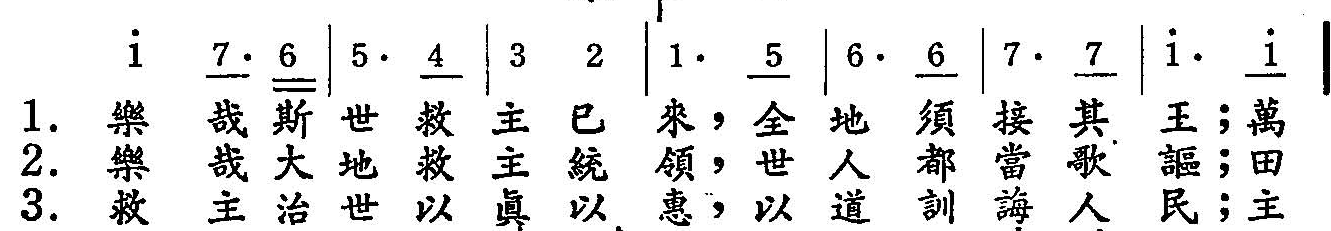 i 7· 6 | 5· 4 | 3 2 | 1· 5 | 6· 6 | 7· 7 | i· i
1. 樂哉斯世救主已來，全地須接其王；萬
2. 樂哉大地救主統領，世人都當歌謳；田
3. 救主治世以眞以惠，以道訓誨人民；主